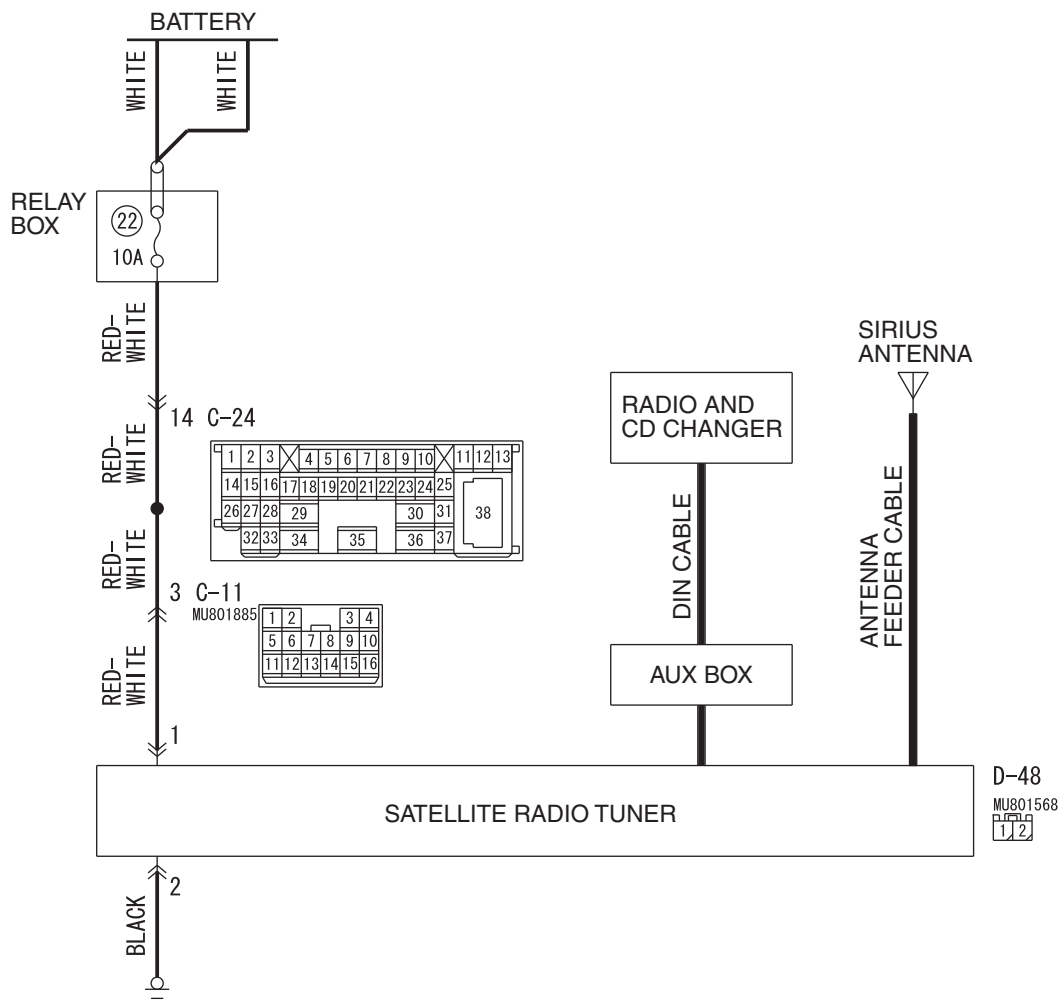 BATTERY
WHITE
WHITE
RELAY
BOX
22
10A
RED-
WHITE
14 C-24
RED-
WHITE
1 2 3 4 5 6 7 8 9 10 11 12 13
14 15 16 17 18 19 20 21 22 23 24 25
26 27 28 29 30 31 38
32 33 34 35 36 37
RED-
WHITE
3 C-11
MU801885
1 2 3 4
5 6 7 8 9 10
11 12 13 14 15 16
RED-
WHITE
1
RADIO AND
CD CHANGER
DIN CABLE
AUX BOX
SIRIUS
ANTENNA
ANTENNA
FEEDER CABLE
SATELLITE RADIO TUNER
D-48
MU801568
1 2
2
BLACK